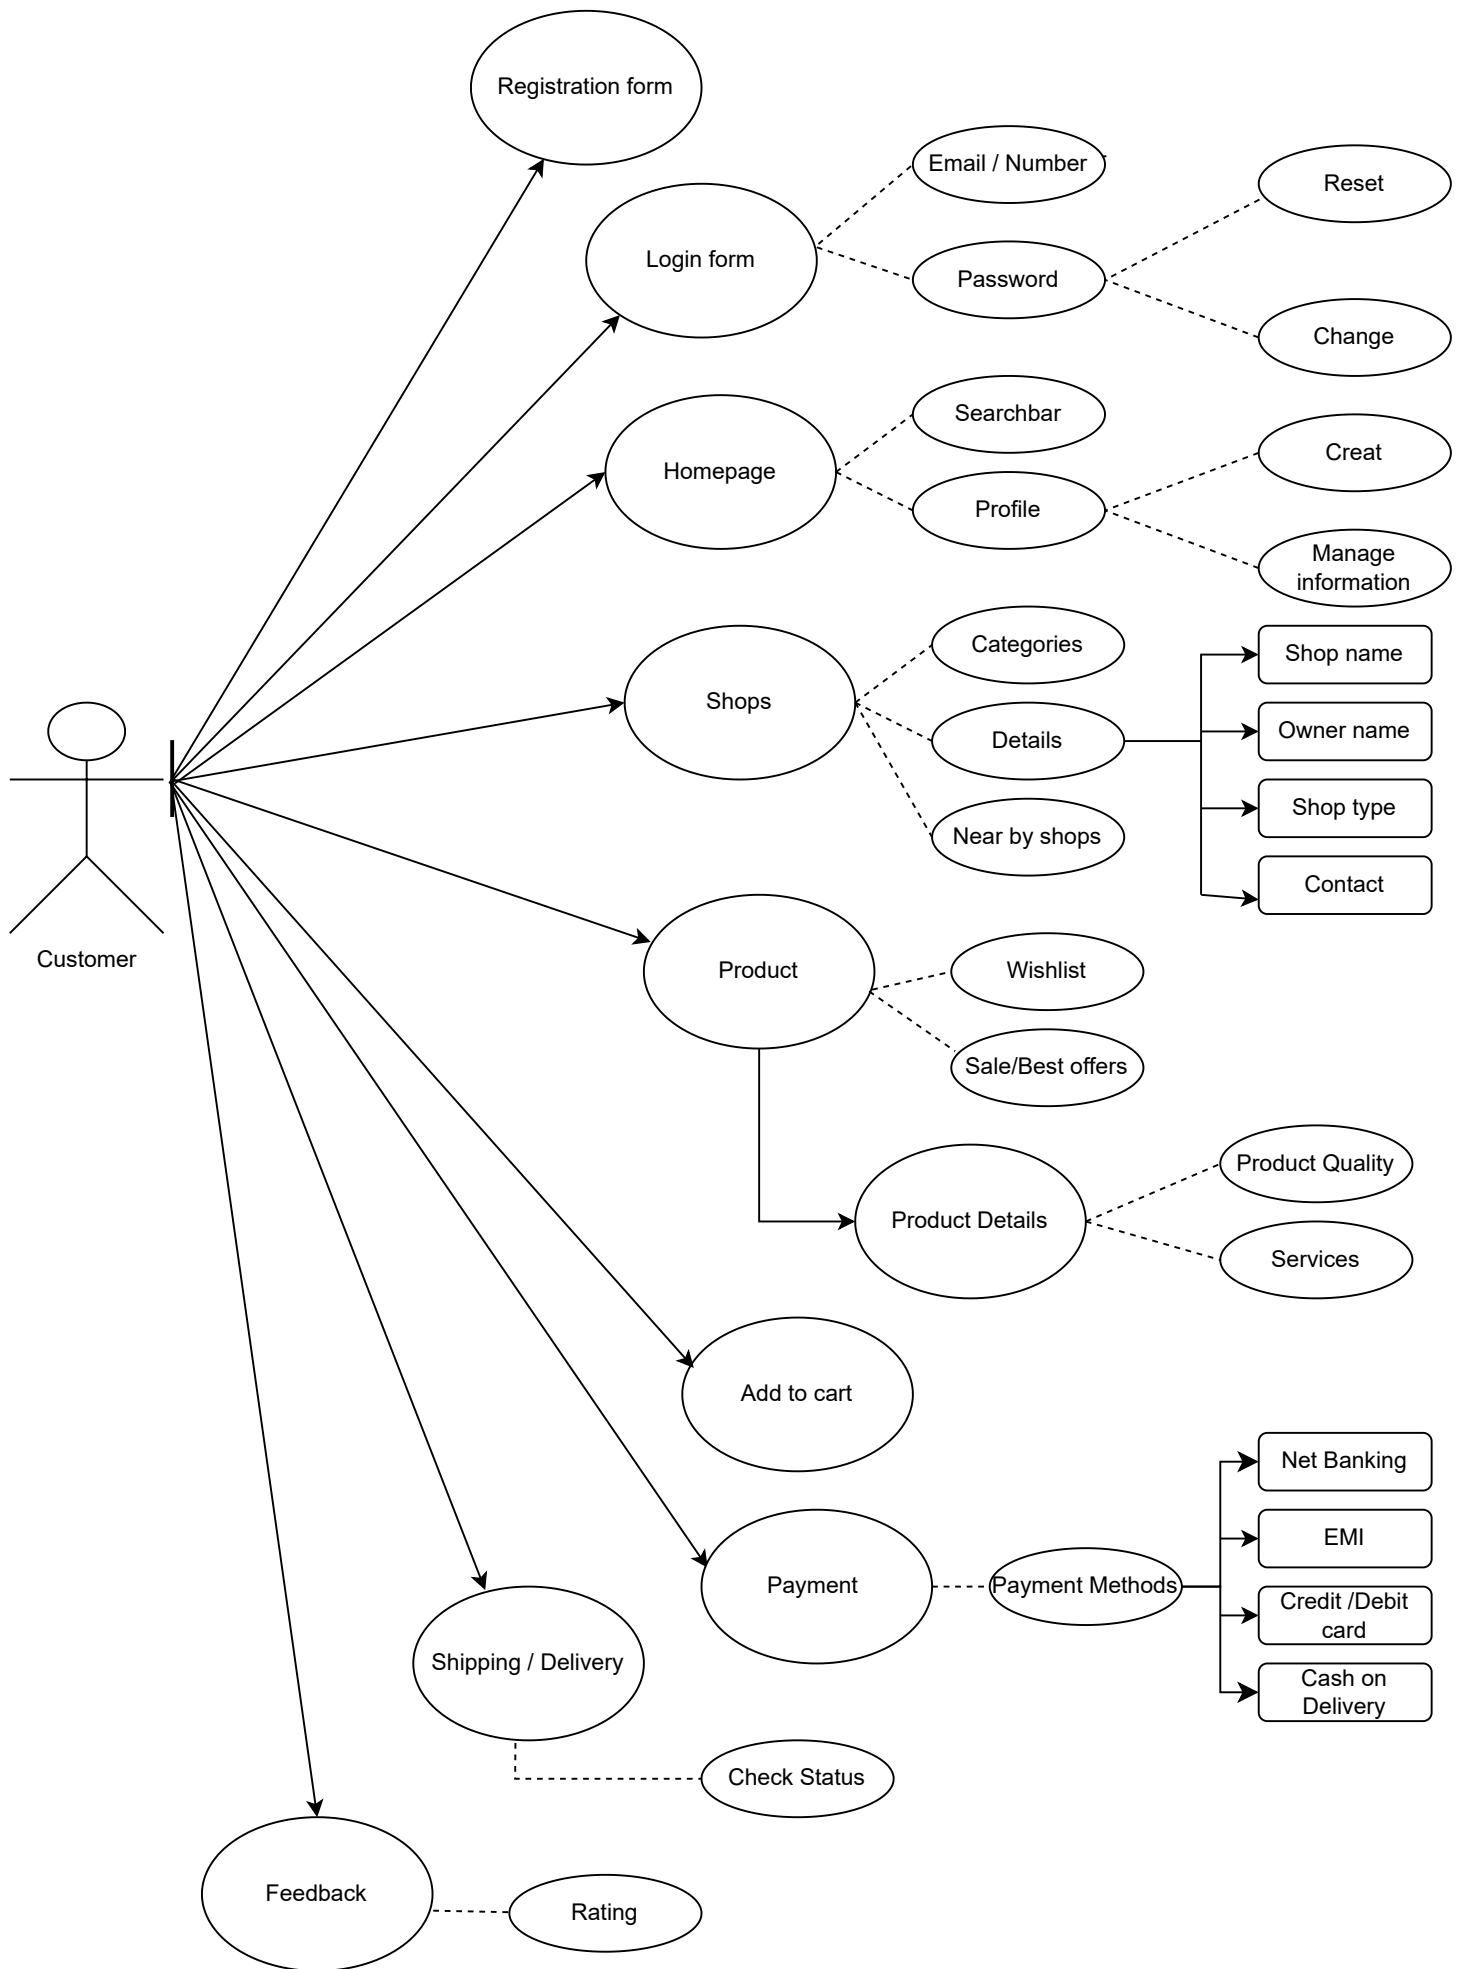 Registration form
Email / Number
Reset
Login form
Password
Change
Searchbar
Homepage
Creat
Profile
Manage
information
Categories
Shop name
Shops
Owner name
Details
Shop type
Near by shops
Contact
Customer
Product
Wishlist
Sale/Best offers
Product Quality
Product Details
Services
Add to cart
Net Banking
EMI
Payment
Payment Methods
Credit /Debit
card
Shipping / Delivery
Cash on
Delivery
Check Status
Feedback
Rating